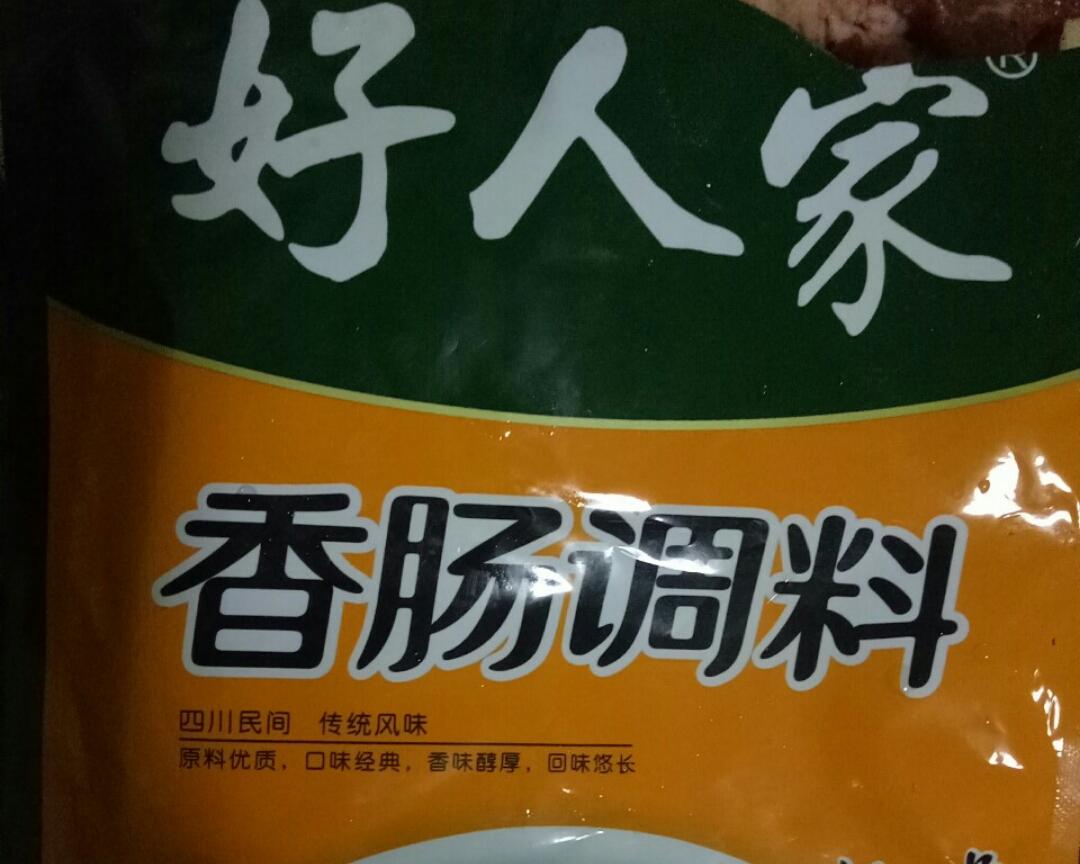 好人家®
香肠调料
四川民间 传统风味
原料优质，口味经典，香味醇厚，回味悠长